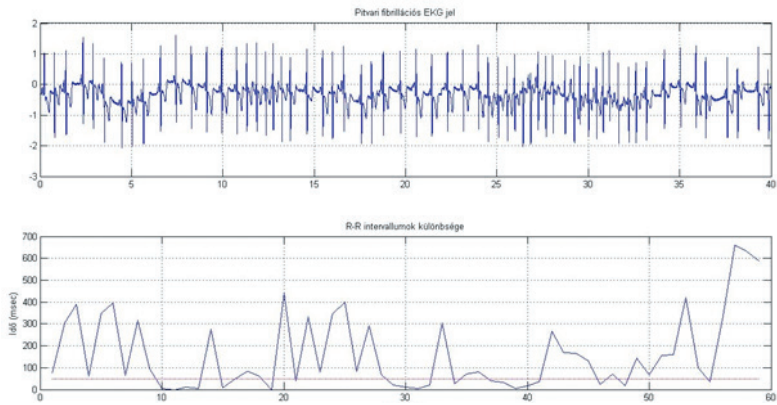 Pitvari fibrillációs EKG jel
2
1
0
-1
-2
-3
0 5 10 15 20 25 30 35 40
R-R intervallumok különbsége
700
600
500
400
300
200
100
0
Idő (msec)
0 10 20 30 40 50 60